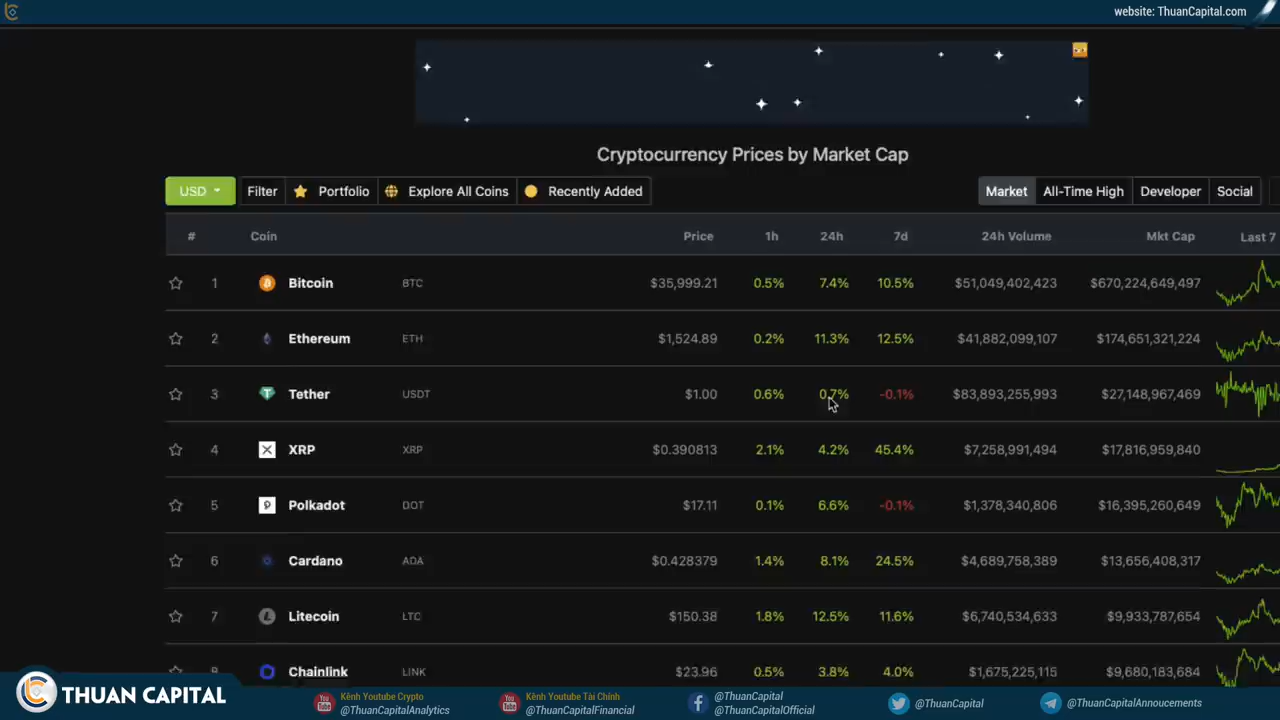 website: ThuanCapital.com
Cryptocurrency Prices by Market Cap
USD Filter Portfolio Explore All Coins Recently Added Market All-Time High Developer Social
# Coin Price 1h 24h 7d 24h Volume Mkt Cap Last 7
1 Bitcoin BTC $35,999.21 0.5% 7.4% 10.5% $51,049,402,423 $670,224,649,497
2 Ethereum ETH $1,524.89 0.2% 11.3% 12.5% $41,882,099,107 $174,651,321,224
3 Tether USDT $1.00 0.6% 0.7% -0.1% $83,893,255,993 $27,148,967,469
4 XRP XRP $0.390813 2.1% 4.2% 45.4% $7,258,991,494 $17,816,959,840
5 Polkadot DOT $17.11 0.1% 6.6% -0.1% $1,378,340,806 $16,395,260,649
6 Cardano ADA $0.428379 1.4% 8.1% 24.5% $4,689,758,389 $13,656,408,317
7 Litecoin LTC $150.38 1.8% 12.5% 11.6% $6,740,534,633 $9,933,787,654
8 Chainlink LINK $23.96 0.5% 3.8% 4.0% $1,675,225,115 $9,680,183,684
THUAN CAPITAL
Kênh Youtube Crypto
@ThuanCapitalAnalytics
Kênh Youtube Tài Chính
@ThuanCapitalFinancial
@ThuanCapital
@ThuanCapitalOfficial
@ThuanCapital
@ThuanCapitalAnnoucements